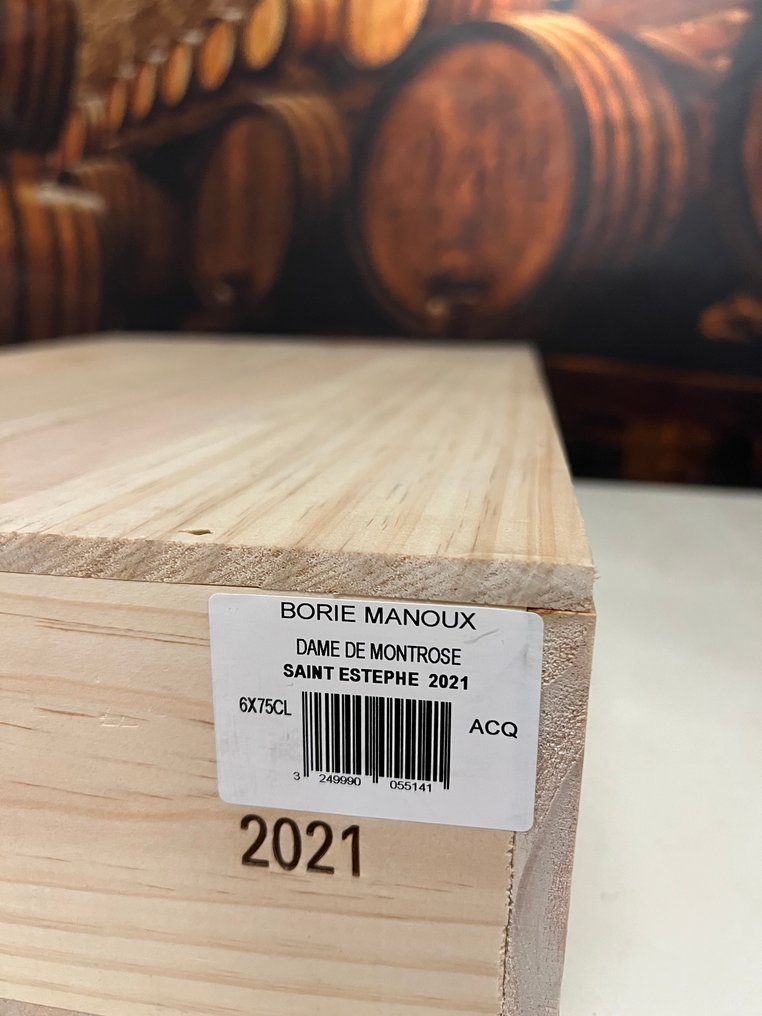 BORIE MANOUX
DAME DE MONTROSE
SAINT ESTEPHE 2021
6X75CL
ACQ
3 249990 055141
2021